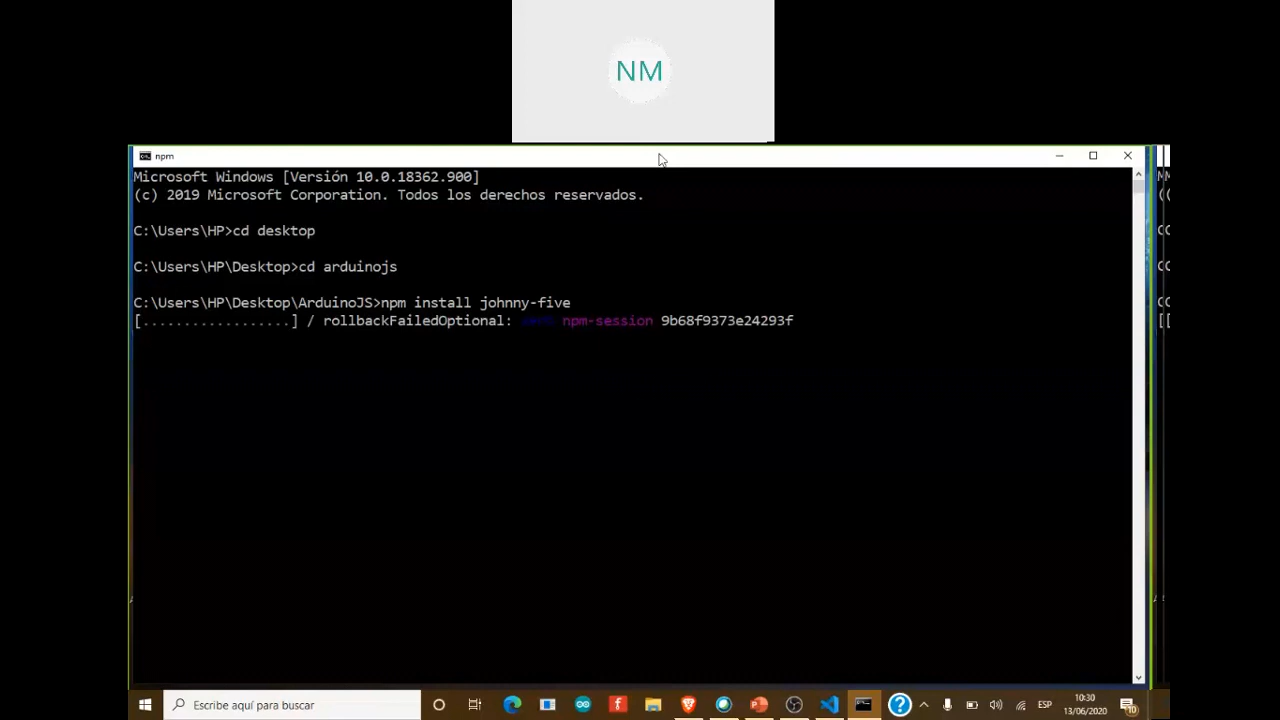 NM
npm
Microsoft Windows [Versión 10.0.18362.900]
(c) 2019 Microsoft Corporation. Todos los derechos reservados.
C:\Users\HP>cd desktop
C:\Users\HP\Desktop>cd arduinojs
C:\Users\HP\Desktop\ArduinoJS>npm install johnny-five
[..................] / rollbackFailedOptional: verb npm-session 9b68f9373e24293f
Escribe aquí para buscar
ESP
10:30
13/06/2020
10